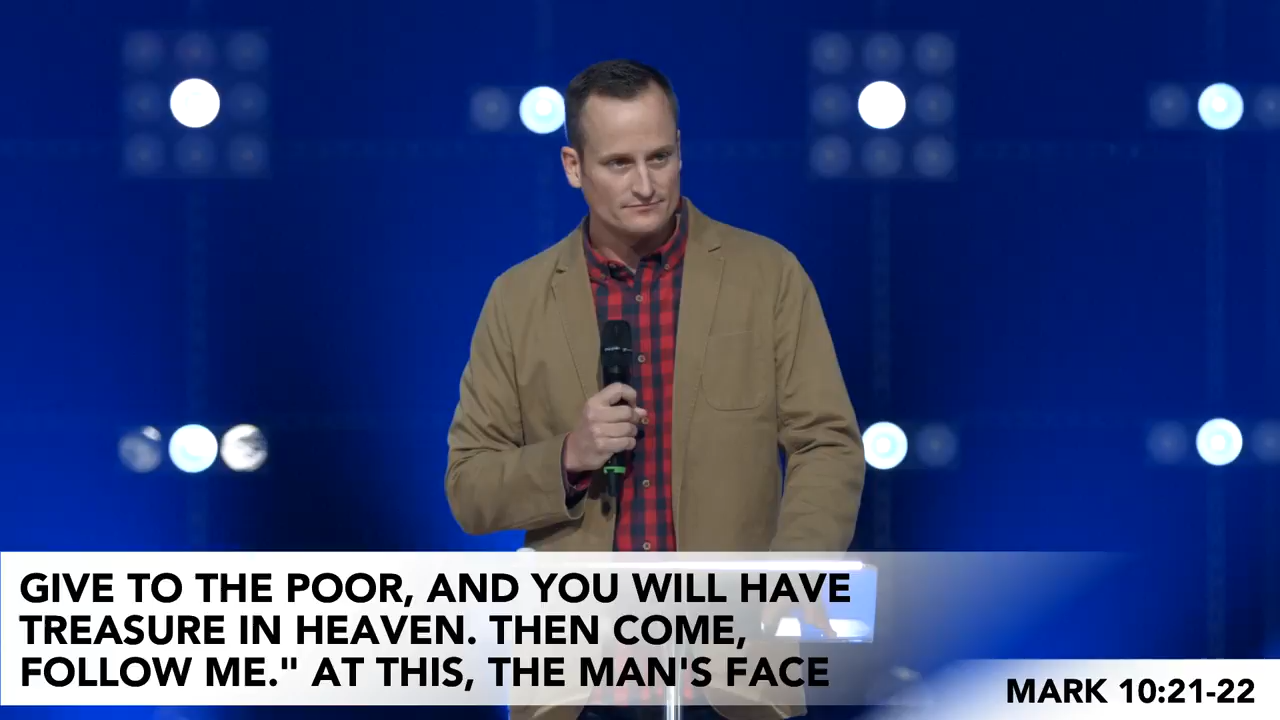 GIVE TO THE POOR, AND YOU WILL HAVE
TREASURE IN HEAVEN. THEN COME,
FOLLOW ME." AT THIS, THE MAN'S FACE
MARK 10:21-22